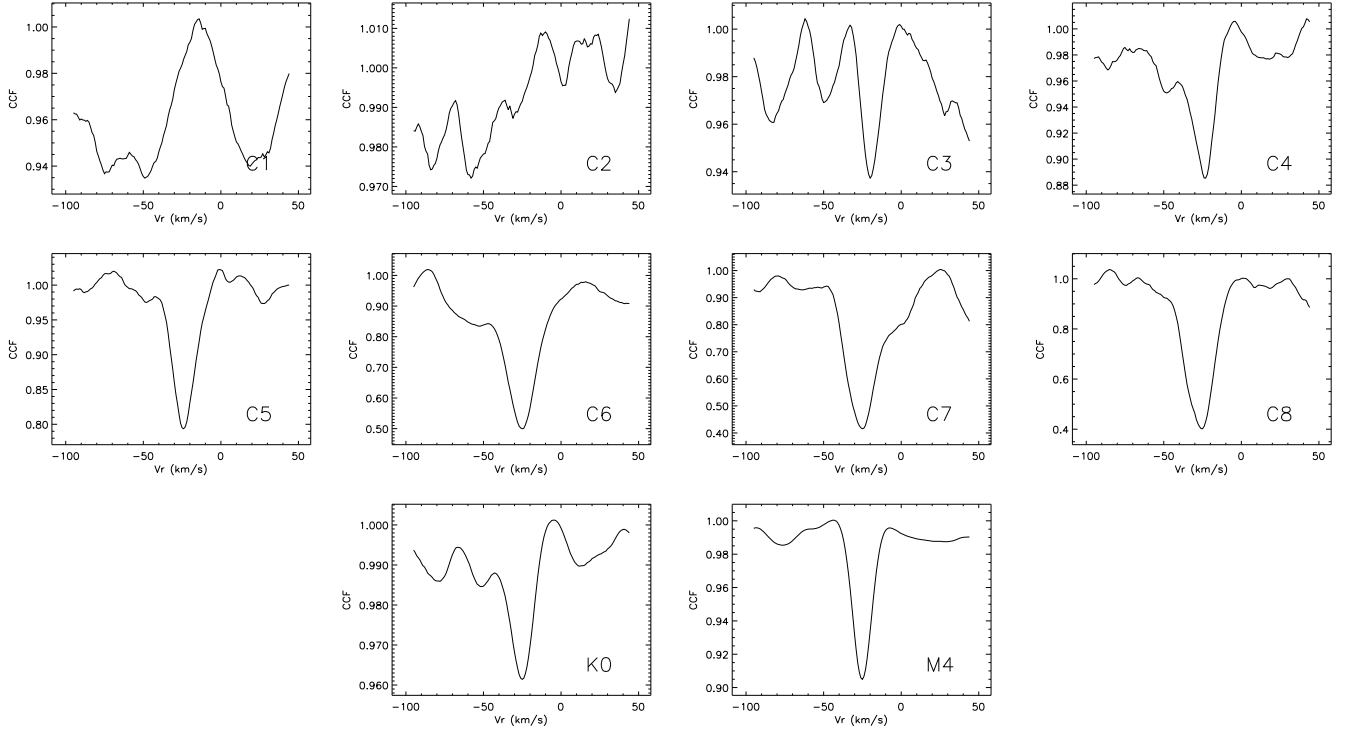 1.00
0.98
0.96
0.94
CCF
C1
−100 −50 0 50
Vr (km/s)
1.010
1.000
0.990
0.980
0.970
CCF
C2
−100 −50 0 50
Vr (km/s)
1.00
0.98
0.96
0.94
CCF
C3
−100 −50 0 50
Vr (km/s)
1.00
0.98
0.96
0.94
0.92
0.90
0.88
CCF
C4
−100 −50 0 50
Vr (km/s)
1.00
0.95
0.90
0.85
0.80
CCF
C5
−100 −50 0 50
Vr (km/s)
1.00
0.90
0.80
0.70
0.60
0.50
CCF
C6
−100 −50 0 50
Vr (km/s)
1.00
0.90
0.80
0.70
0.60
0.50
0.40
CCF
C7
−100 −50 0 50
Vr (km/s)
1.0
0.8
0.6
0.4
CCF
C8
−100 −50 0 50
Vr (km/s)
1.000
0.990
0.980
0.970
0.960
CCF
K0
−100 −50 0 50
Vr (km/s)
1.00
0.98
0.96
0.94
0.92
0.90
CCF
M4
−100 −50 0 50
Vr (km/s)